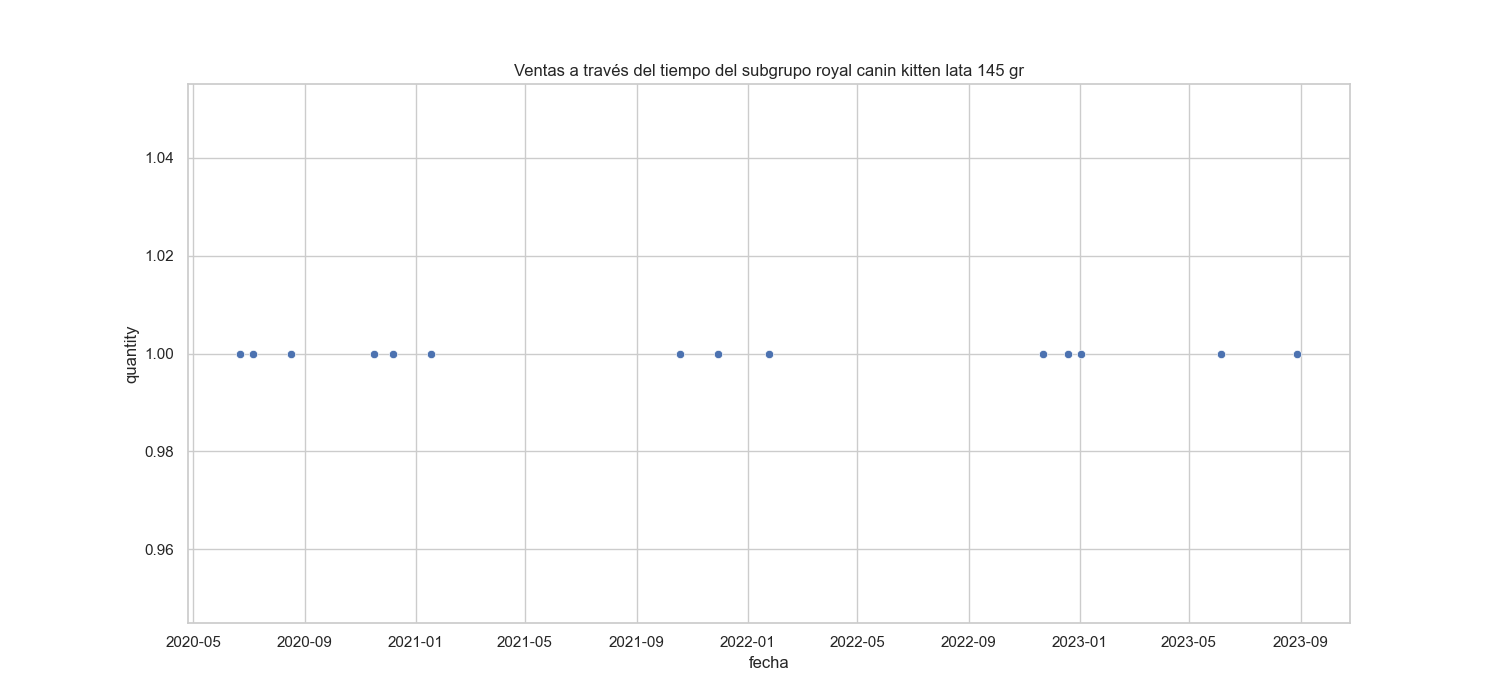 Ventas a través del tiempo del subgrupo royal canin kitten lata 145 gr
1.04
1.02
1.00
0.98
0.96
quantity
2020-05 2020-09 2021-01 2021-05 2021-09 2022-01 2022-05 2022-09 2023-01 2023-05 2023-09
fecha